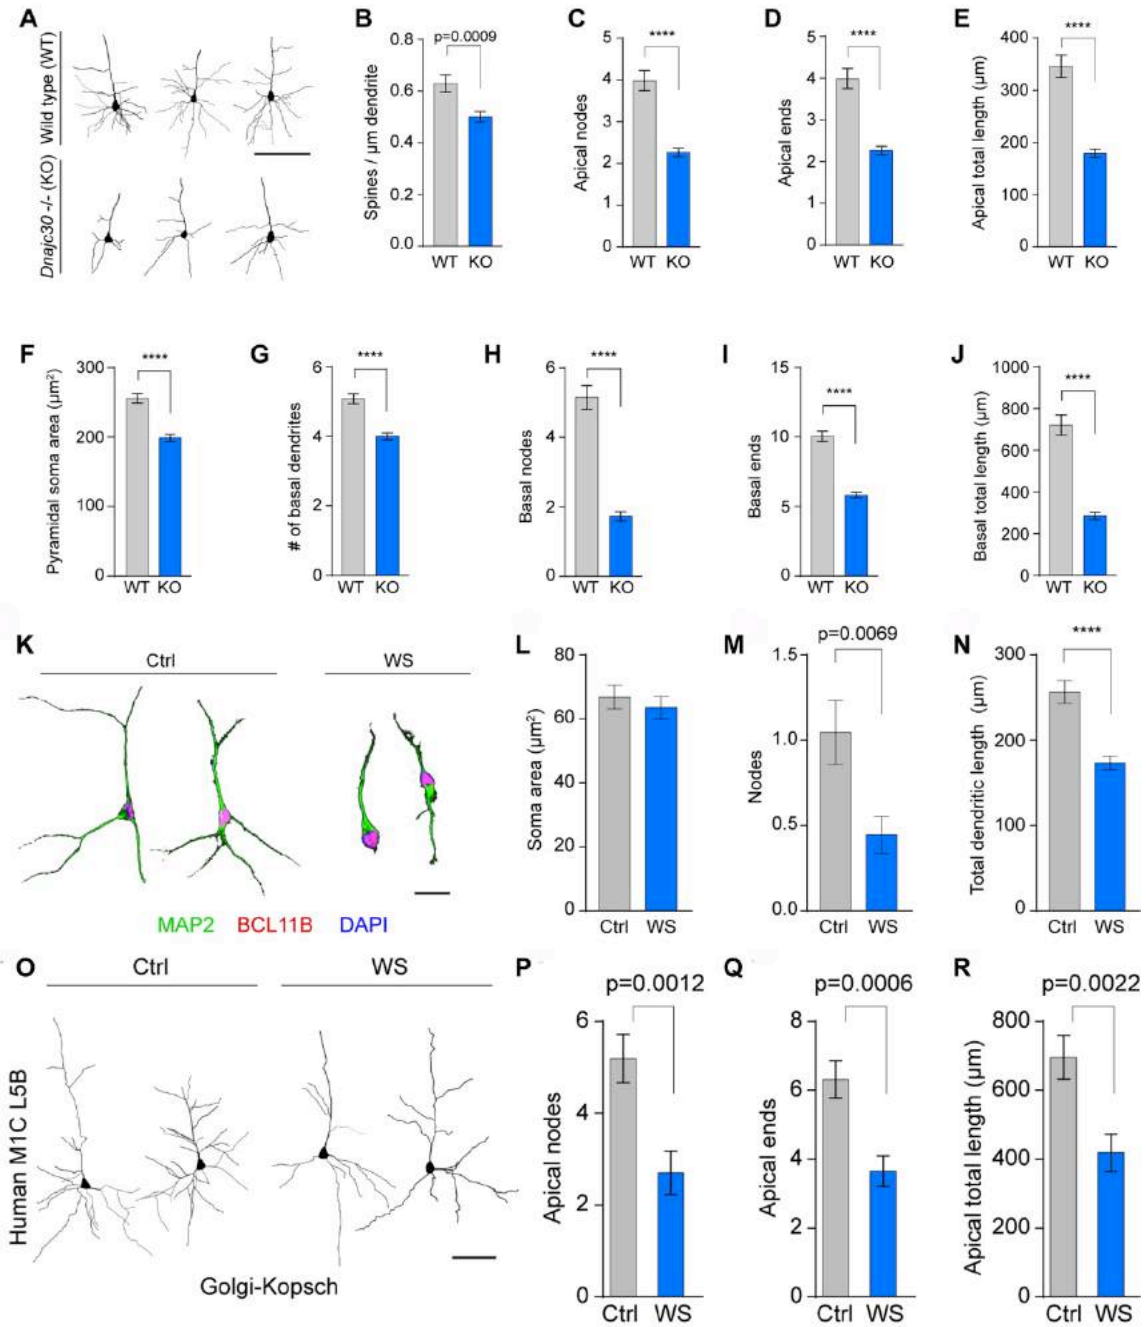 A
Wild type (WT)
Dnajc30 -/- (KO)
B
p=0.0009
Spines / µm dendrite
0.8
0.6
0.4
0.2
0.0
WT KO
C
****
Apical nodes
5
4
3
2
1
0
WT KO
D
****
Apical ends
5
4
3
2
1
0
WT KO
E
****
Apical total length (µm)
400
300
200
100
0
WT KO
F
****
Pyramidal soma area (µm²)
300
200
100
0
WT KO
G
****
# of basal dendrites
6
4
2
0
WT KO
H
****
Basal nodes
6
4
2
0
WT KO
I
****
Basal ends
15
10
5
0
WT KO
J
****
Basal total length (µm)
1000
800
600
400
200
0
WT KO
K
Ctrl WS
MAP2 BCL11B DAPI
L
Soma area (µm²)
80
60
40
20
0
Ctrl WS
M
p=0.0069
Nodes
1.5
1.0
0.5
0.0
Ctrl WS
N
****
Total dendritic length (µm)
300
200
100
0
Ctrl WS
O
Ctrl WS
Human M1C L5B
Golgi-Kopsch
P
p=0.0012
Apical nodes
6
4
2
0
Ctrl WS
Q
p=0.0006
Apical ends
8
6
4
2
0
Ctrl WS
R
p=0.0022
Apical total length (µm)
800
600
400
200
0
Ctrl WS